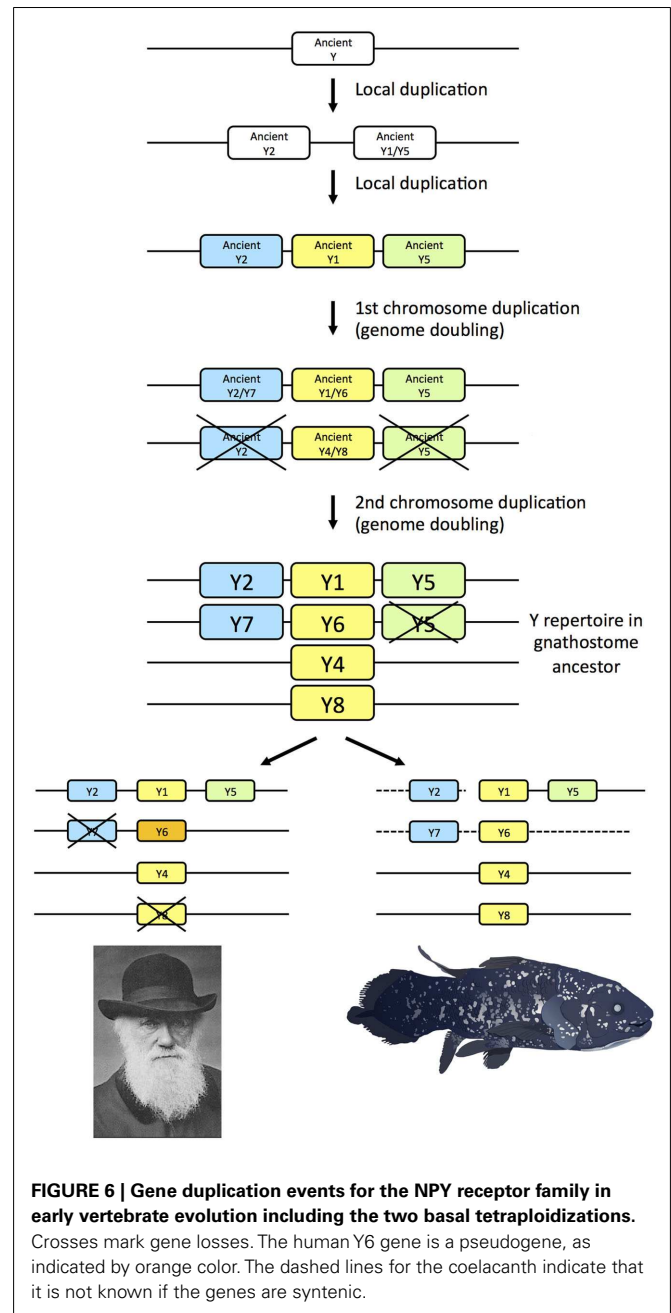 Ancient
Y
Local duplication
Ancient
Y2
Ancient
Y1/Y5
Local duplication
Ancient
Y2
Ancient
Y1
Ancient
Y5
1st chromosome duplication
(genome doubling)
Ancient
Y2/Y7
Ancient
Y1/Y6
Ancient
Y5
Ancient
Y2
Ancient
Y4/Y8
Ancient
Y5
2nd chromosome duplication
(genome doubling)
Y2 Y1 Y5
Y7 Y6 Y5
Y4
Y8
Y repertoire in
gnathostome
ancestor
Y2 Y1 Y5
Y7 Y6
Y4
Y8
Y2 Y1 Y5
Y7 Y6
Y4
Y8
FIGURE 6 | Gene duplication events for the NPY receptor family in
early vertebrate evolution including the two basal tetraploidizations.
Crosses mark gene losses. The human Y6 gene is a pseudogene, as
indicated by orange color. The dashed lines for the coelacanth indicate that
it is not known if the genes are syntenic.